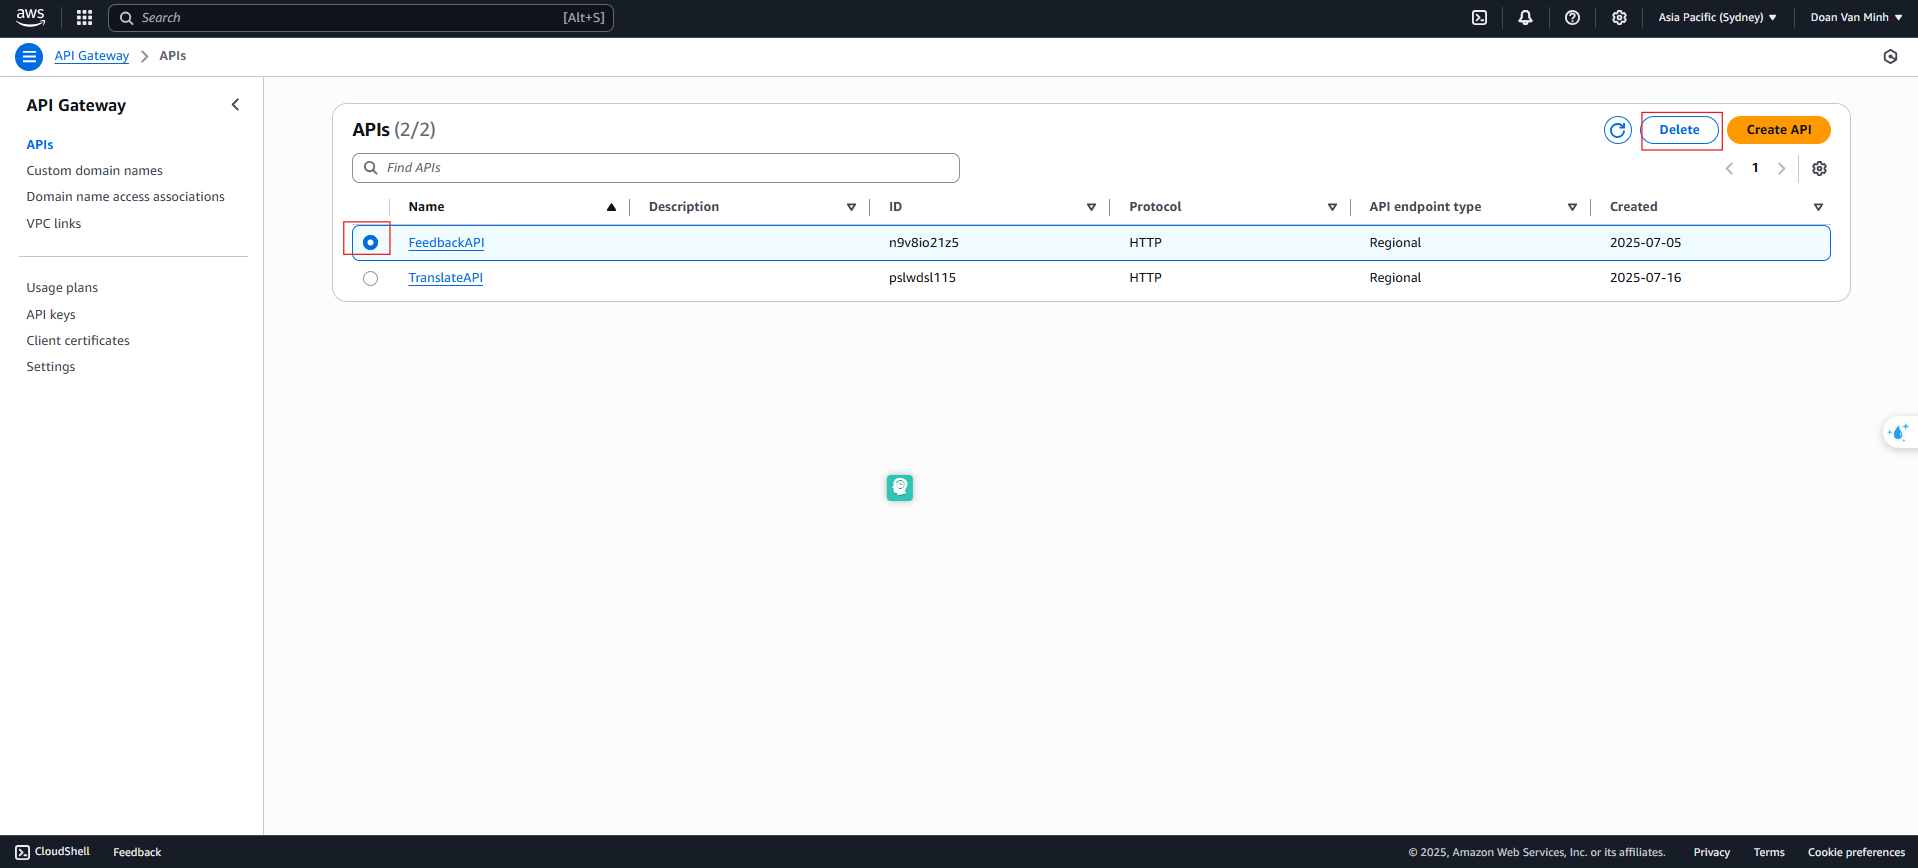 aws
Search [Alt+S]
Asia Pacific (Sydney)
Doan Van Minh
API Gateway
APIs
API Gateway
APIs
Custom domain names
Domain name access associations
VPC links
Usage plans
API keys
Client certificates
Settings
APIs (2/2)
Delete
Create API
Find APIs
1
Name Description ID Protocol API endpoint type Created
FeedbackAPI n9v8io21z5 HTTP Regional 2025-07-05
TranslateAPI pslwdsl115 HTTP Regional 2025-07-16
CloudShell
Feedback
© 2025, Amazon Web Services, Inc. or its affiliates.
Privacy
Terms
Cookie preferences